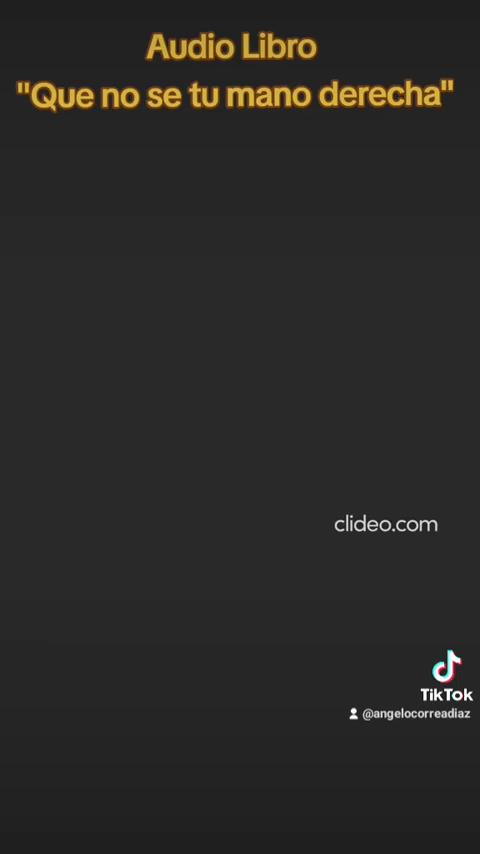 Audio Libro
"Que no se tu mano derecha"
clideo.com
TikTok
@angelocorreadiaz